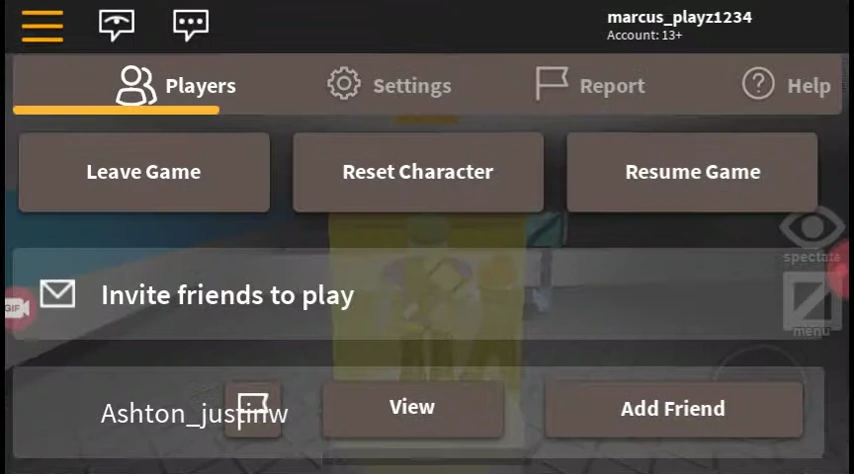 marcus_playz1234
Account: 13+
Players
Settings
Report
Help
Leave Game
Reset Character
Resume Game
spectate
Invite friends to play
GIF
menu
Ashton_justinw
View
Add Friend